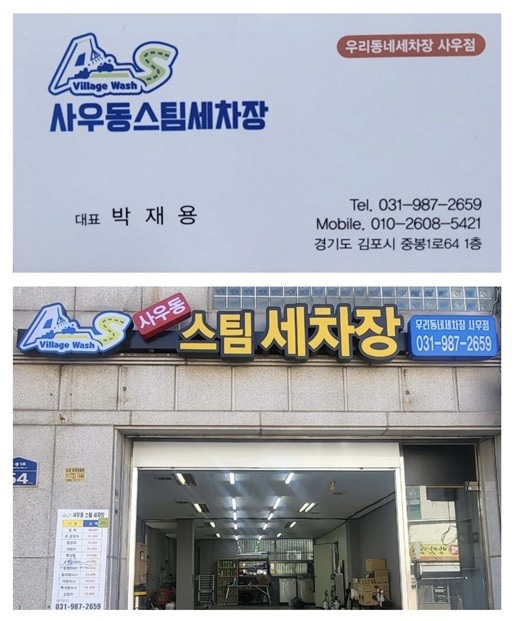 우리동네세차장 사우점
AS
Village Wash
사우동스팀세차장
대표 박재용
Tel. 031-987-2659
Mobile. 010-2608-5421
경기도 김포시 중봉1로64 1층
AS
Village Wash
사우동
스팀세차장
우리동네세차장 사우점
031-987-2659
64
사우동 스팀 세차장
031-987-2659